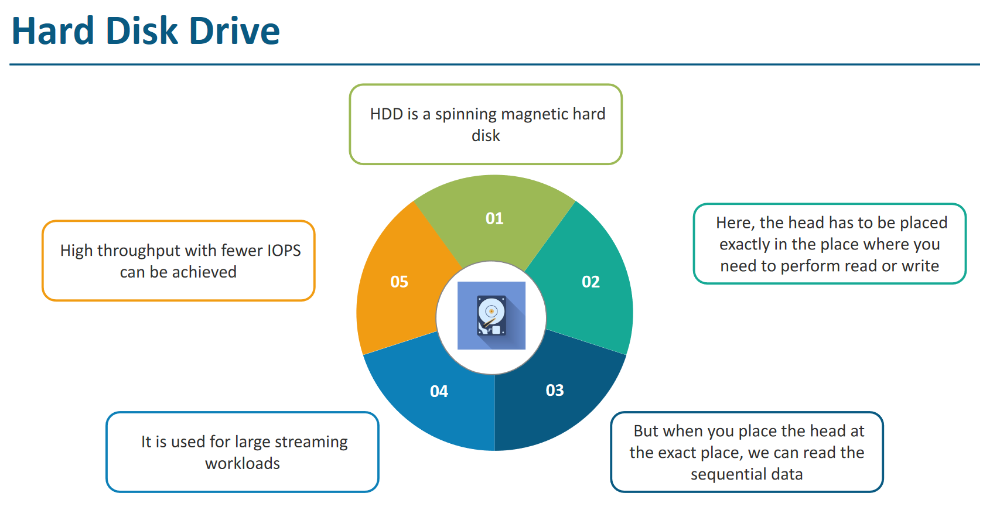 Hard Disk Drive
HDD is a spinning magnetic hard
disk
01
Here, the head has to be placed
exactly in the place where you
need to perform read or write
02
But when you place the head at
the exact place, we can read the
sequential data
03
It is used for large streaming
workloads
04
High throughput with fewer IOPS
can be achieved
05